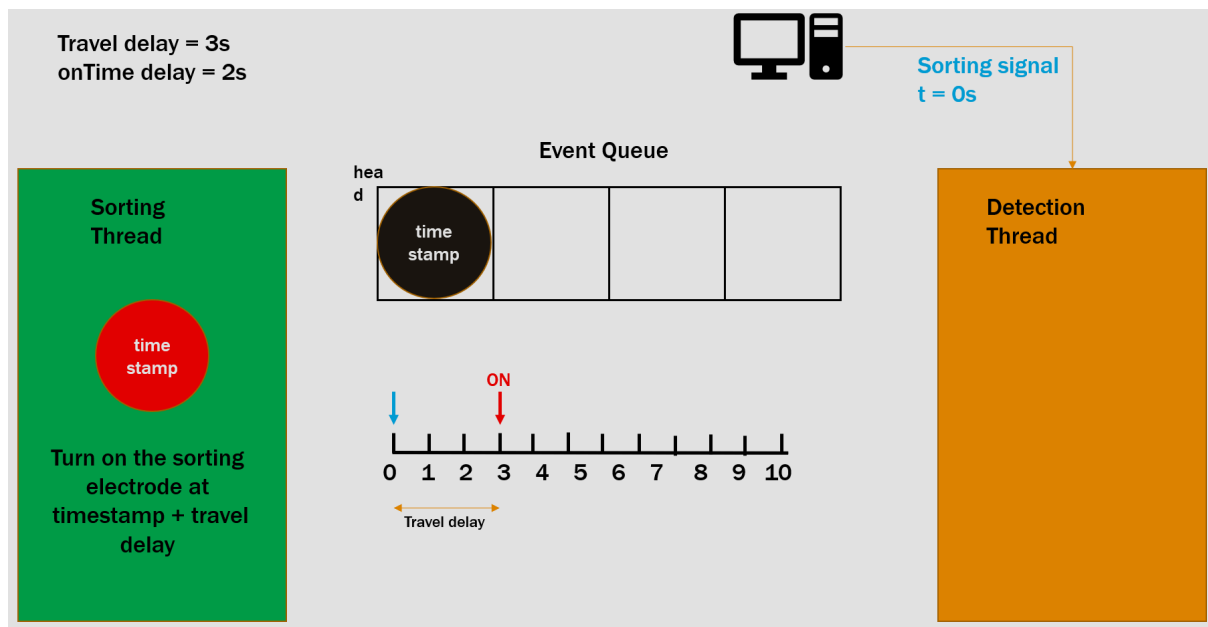 Travel delay = 3s
onTime delay = 2s
Sorting signal
t = 0s
Event Queue
hea
d
time
stamp
Sorting
Thread
time
stamp
Turn on the sorting
electrode at
timestamp + travel
delay
Detection
Thread
ON
0 1 2 3 4 5 6 7 8 9 10
Travel delay